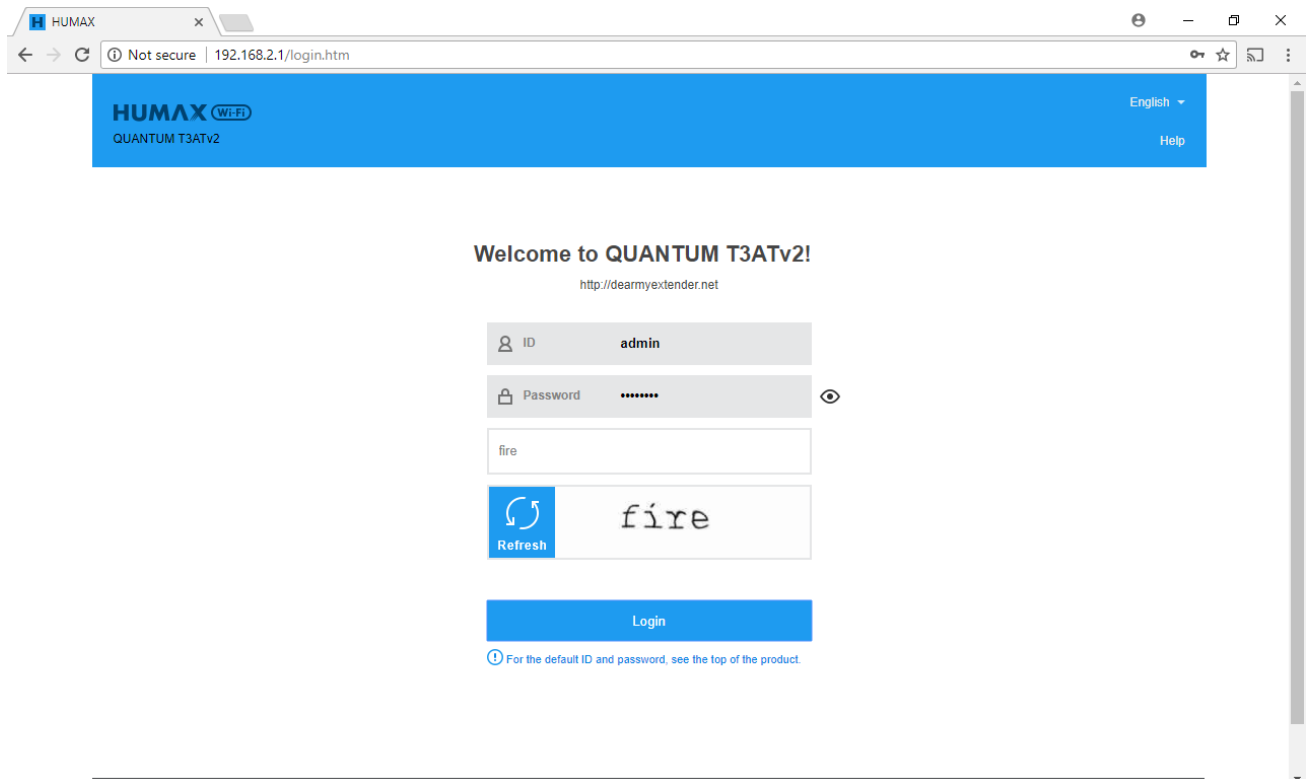 HUMAX
Not secure | 192.168.2.1/login.htm
HUMAX Wi-Fi
English
QUANTUM T3ATv2
Help
Welcome to QUANTUM T3ATv2!
http://dearmyextender.net
ID admin
Password ••••••••
fire
fire
Refresh
Login
For the default ID and password, see the top of the product.